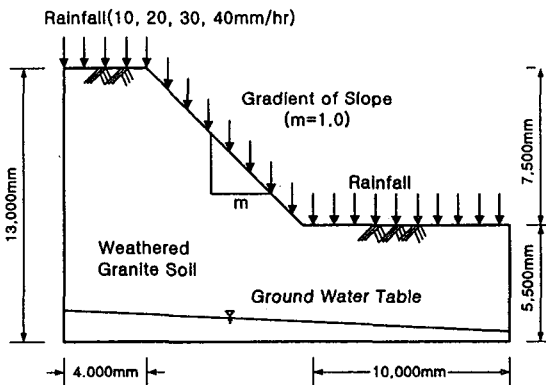 Rainfall(10, 20, 30, 40mm/hr)
Gradient of Slope
(m=1.0)
13,000mm
7,500mm
m
Rainfall
Weathered
Granite Soil
Ground Water Table
5,500mm
4.000mm
10,000mm